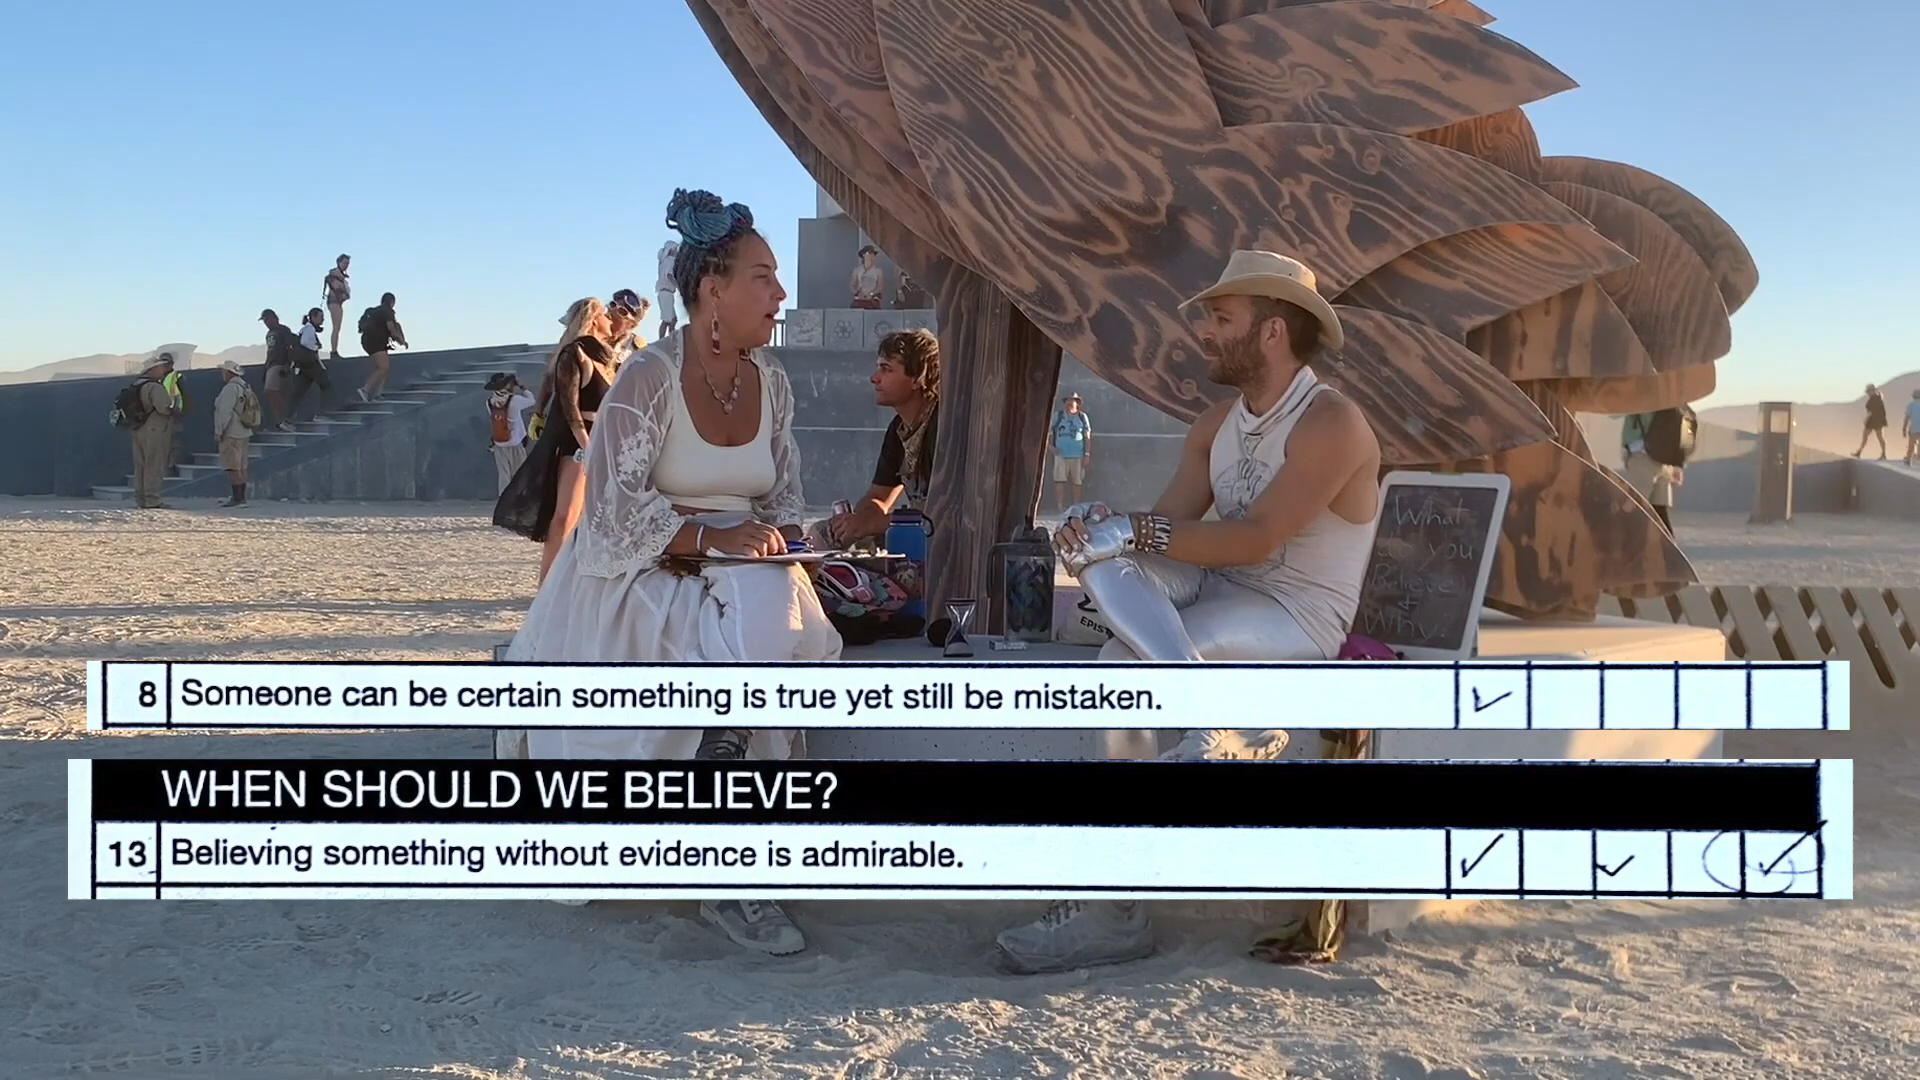 What
do you
Believe
&
Why?
EPIS
8 Someone can be certain something is true yet still be mistaken.
WHEN SHOULD WE BELIEVE?
13 Believing something without evidence is admirable.